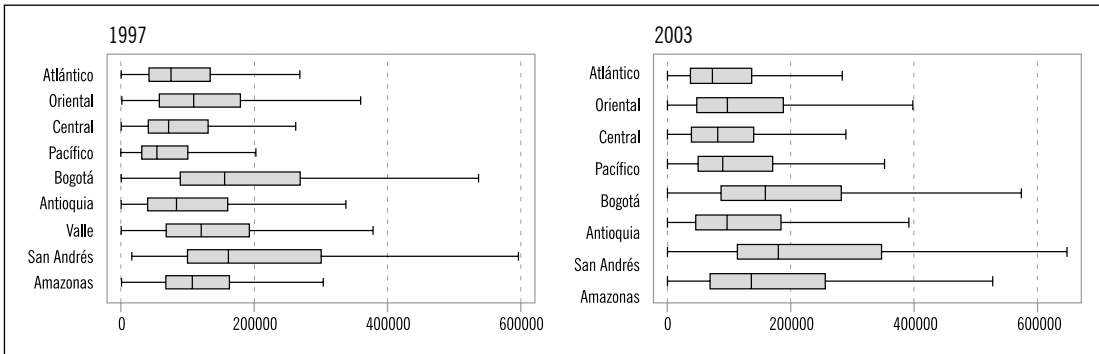 1997
Atlántico
Oriental
Central
Pacífico
Bogotá
Antioquia
Valle
San Andrés
Amazonas
0 200000 400000 600000
2003
Atlántico
Oriental
Central
Pacífico
Bogotá
Antioquia
San Andrés
Amazonas
0 200000 400000 600000